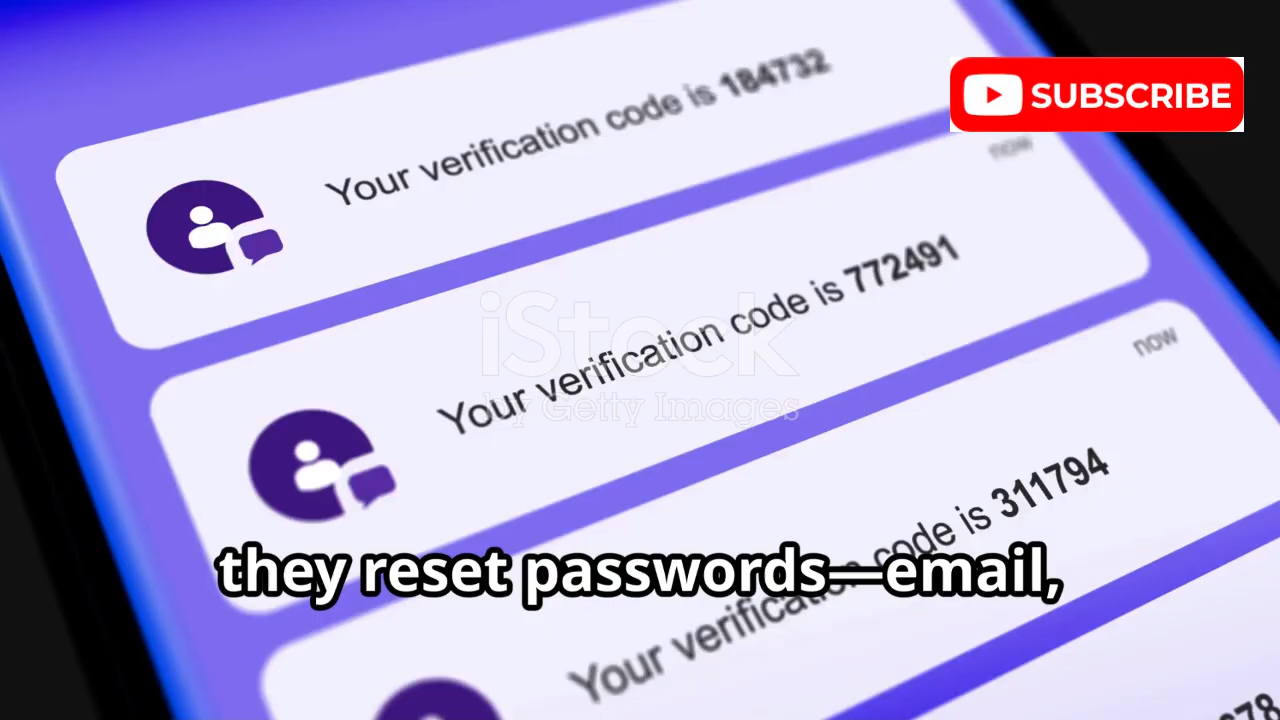 Your verification code is 184732
SUBSCRIBE
now
Your verification code is 772491
iStock
by Getty Images
now
Your verification code is 311794
they reset passwords—email,